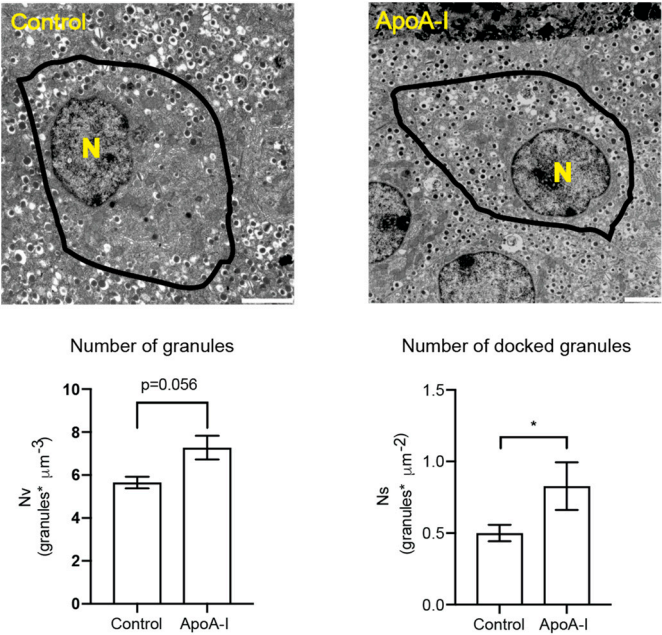 Control
ApoA-I
N
N
Number of granules
Number of docked granules
p=0.056
*
10
8
6
4
2
0
1.5
1.0
0.5
0.0
Nv
(granules* μm-3)
Ns
(granules* μm-2)
Control
ApoA-I
Control
ApoA-I